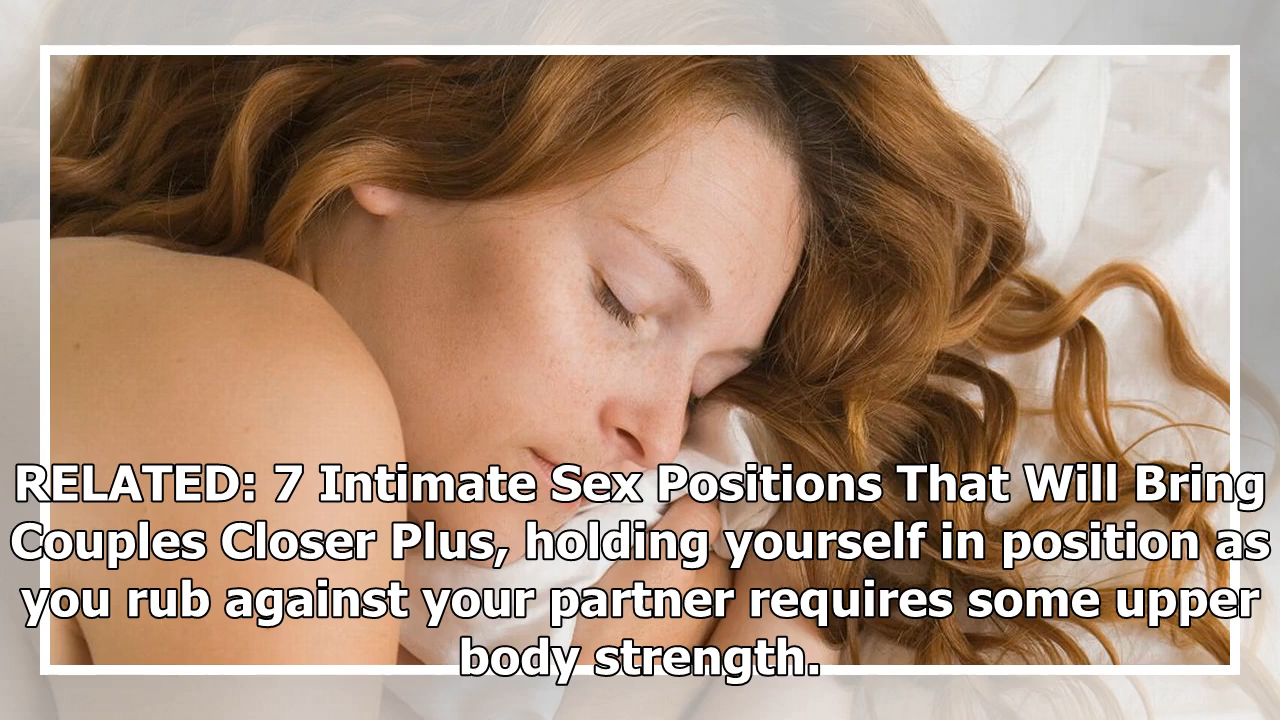 RELATED: 7 Intimate Sex Positions That Will Bring
Couples Closer Plus, holding yourself in position as
you rub against your partner requires some upper
body strength.